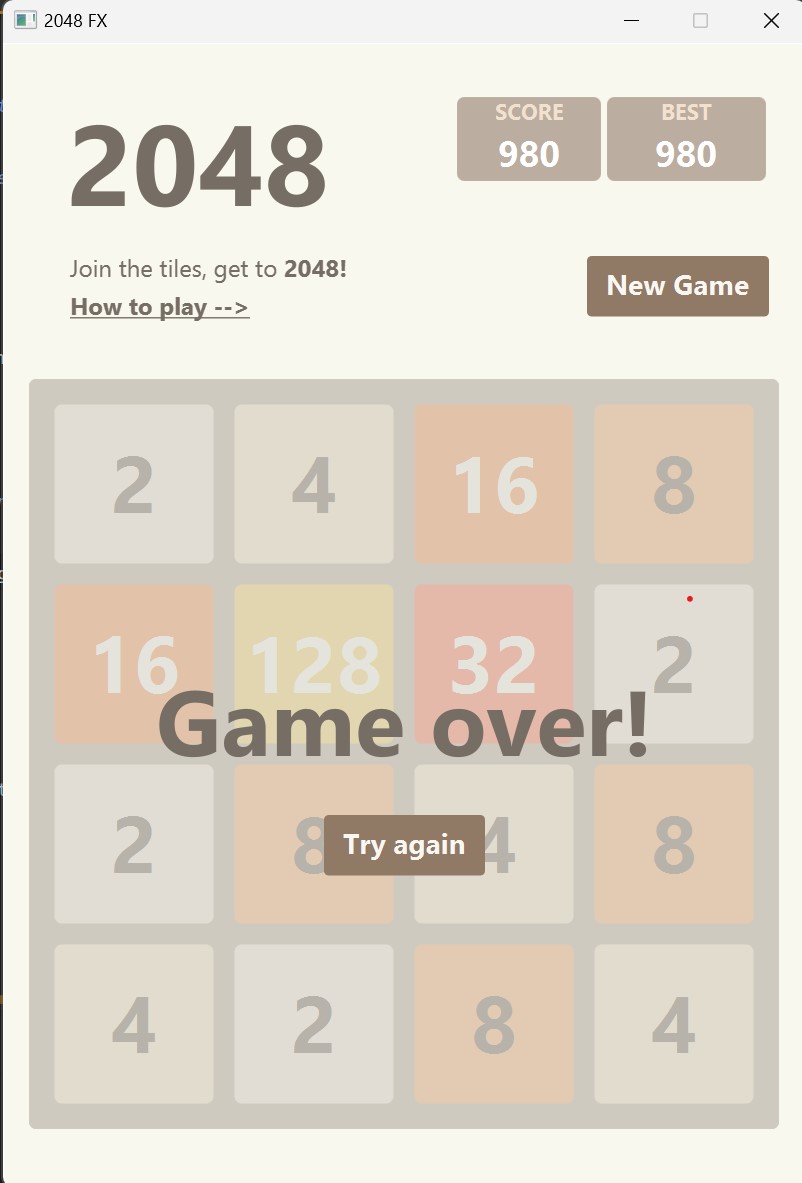 2048 FX
SCORE
BEST
2048
980
980
Join the tiles, get to 2048!
New Game
How to play -->
2 4 16 8
16 128 32 2
Game over!
2 8 4 8
Try again
4 2 8 4